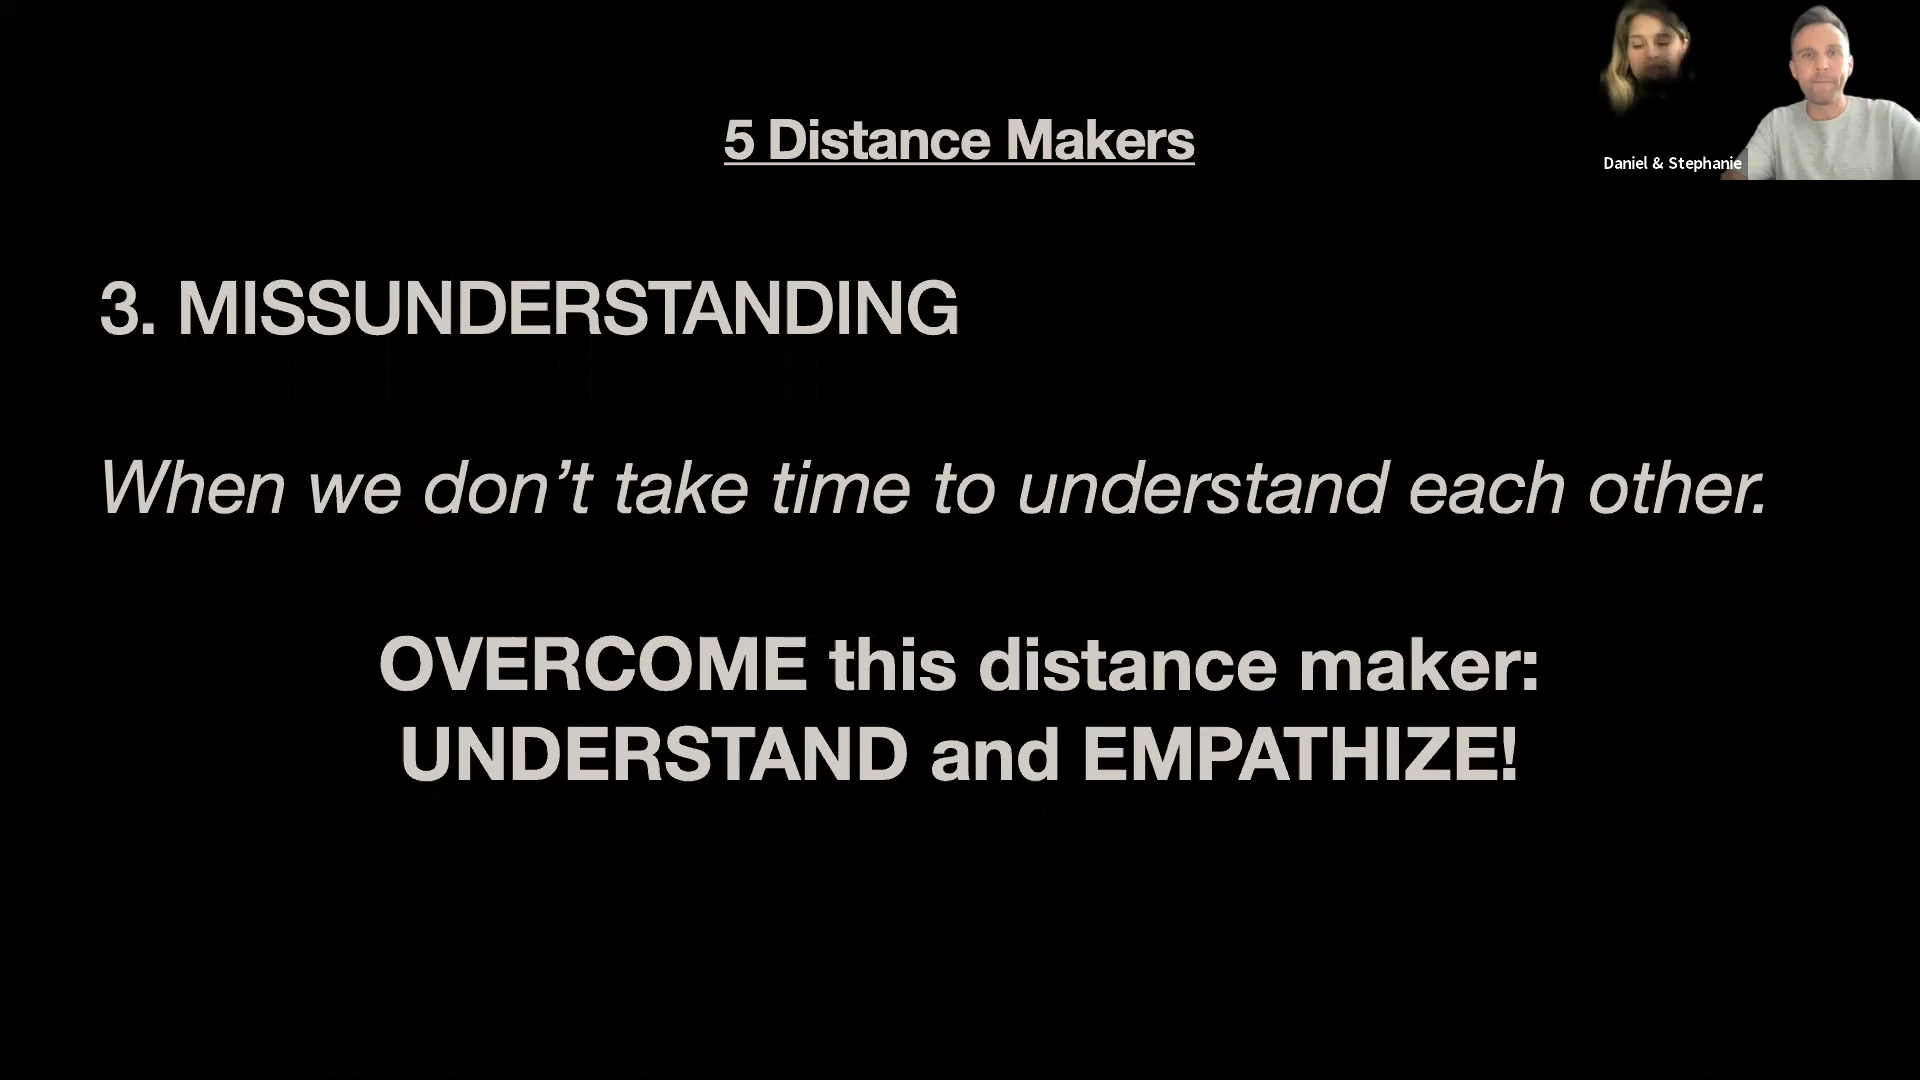 5 Distance Makers
Daniel & Stephanie
3. MISSUNDERSTANDING
When we don’t take time to understand each other.
OVERCOME this distance maker:
UNDERSTAND and EMPATHIZE!